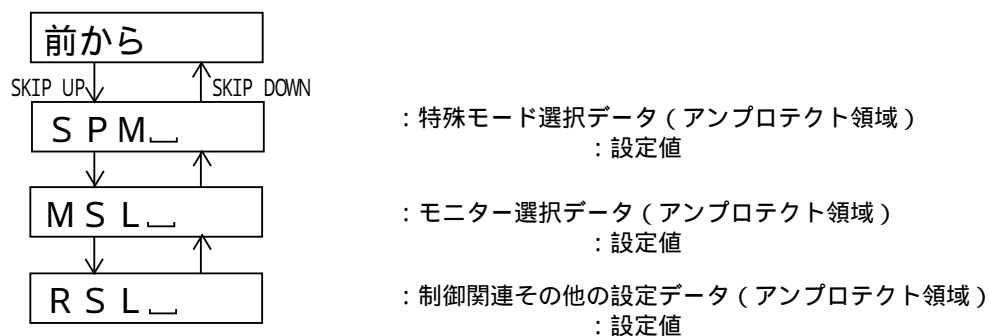 前から
SKIP UP SKIP DOWN
ＳＰＭ⎵ ：特殊モード選択データ（アンプロテクト領域）
：設定値
ＭＳＬ⎵ ：モニター選択データ（アンプロテクト領域）
：設定値
ＲＳＬ⎵ ：制御関連その他の設定データ（アンプロテクト領域）
：設定値